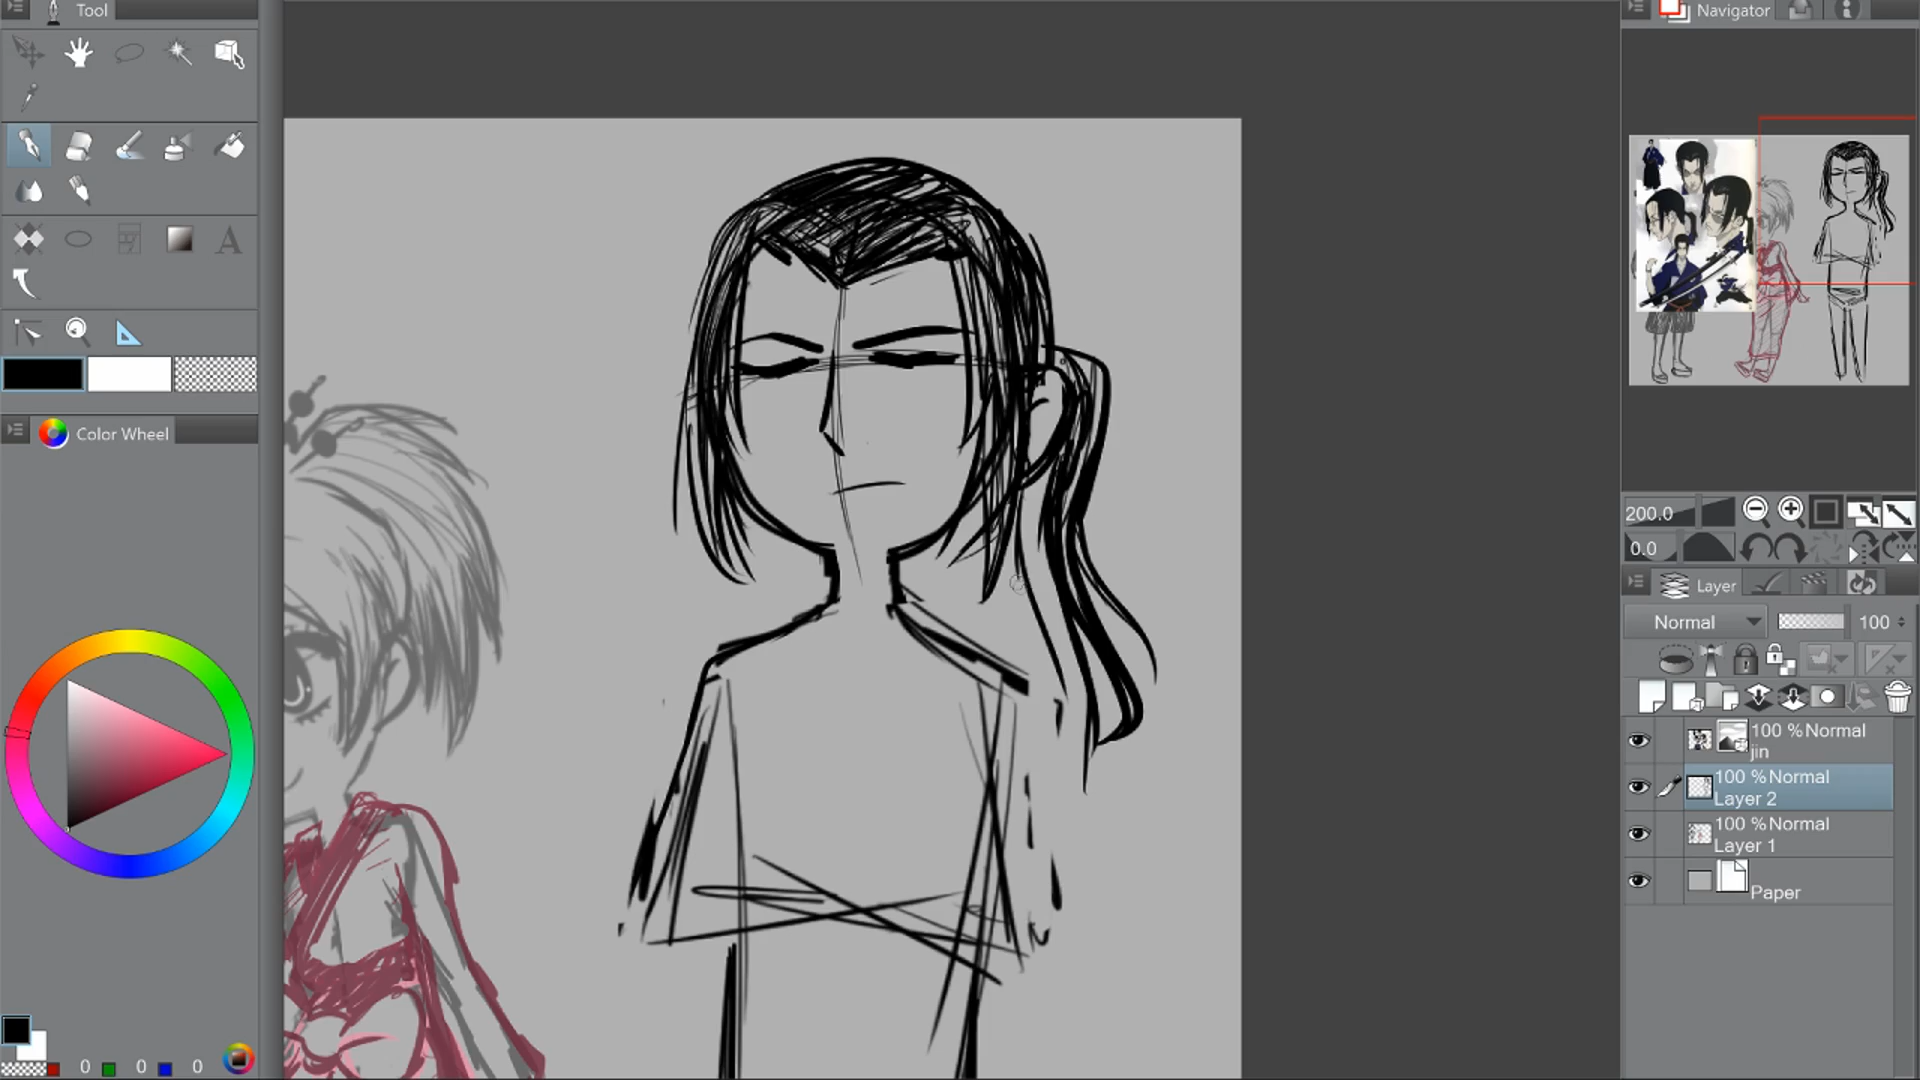 Tool
A
Color Wheel
0 0 0
Navigator
200.0
0.0
Layer
Normal 100
100 %Normal
jin
100 %Normal
Layer 2
100 %Normal
Layer 1
Paper